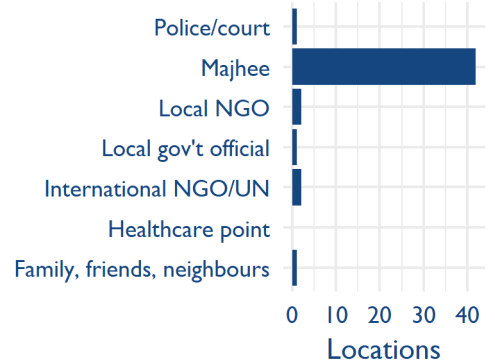 Police/court
Majhee
Local NGO
Local gov't official
International NGO/UN
Healthcare point
Family, friends, neighbours
0 10 20 30 40
Locations